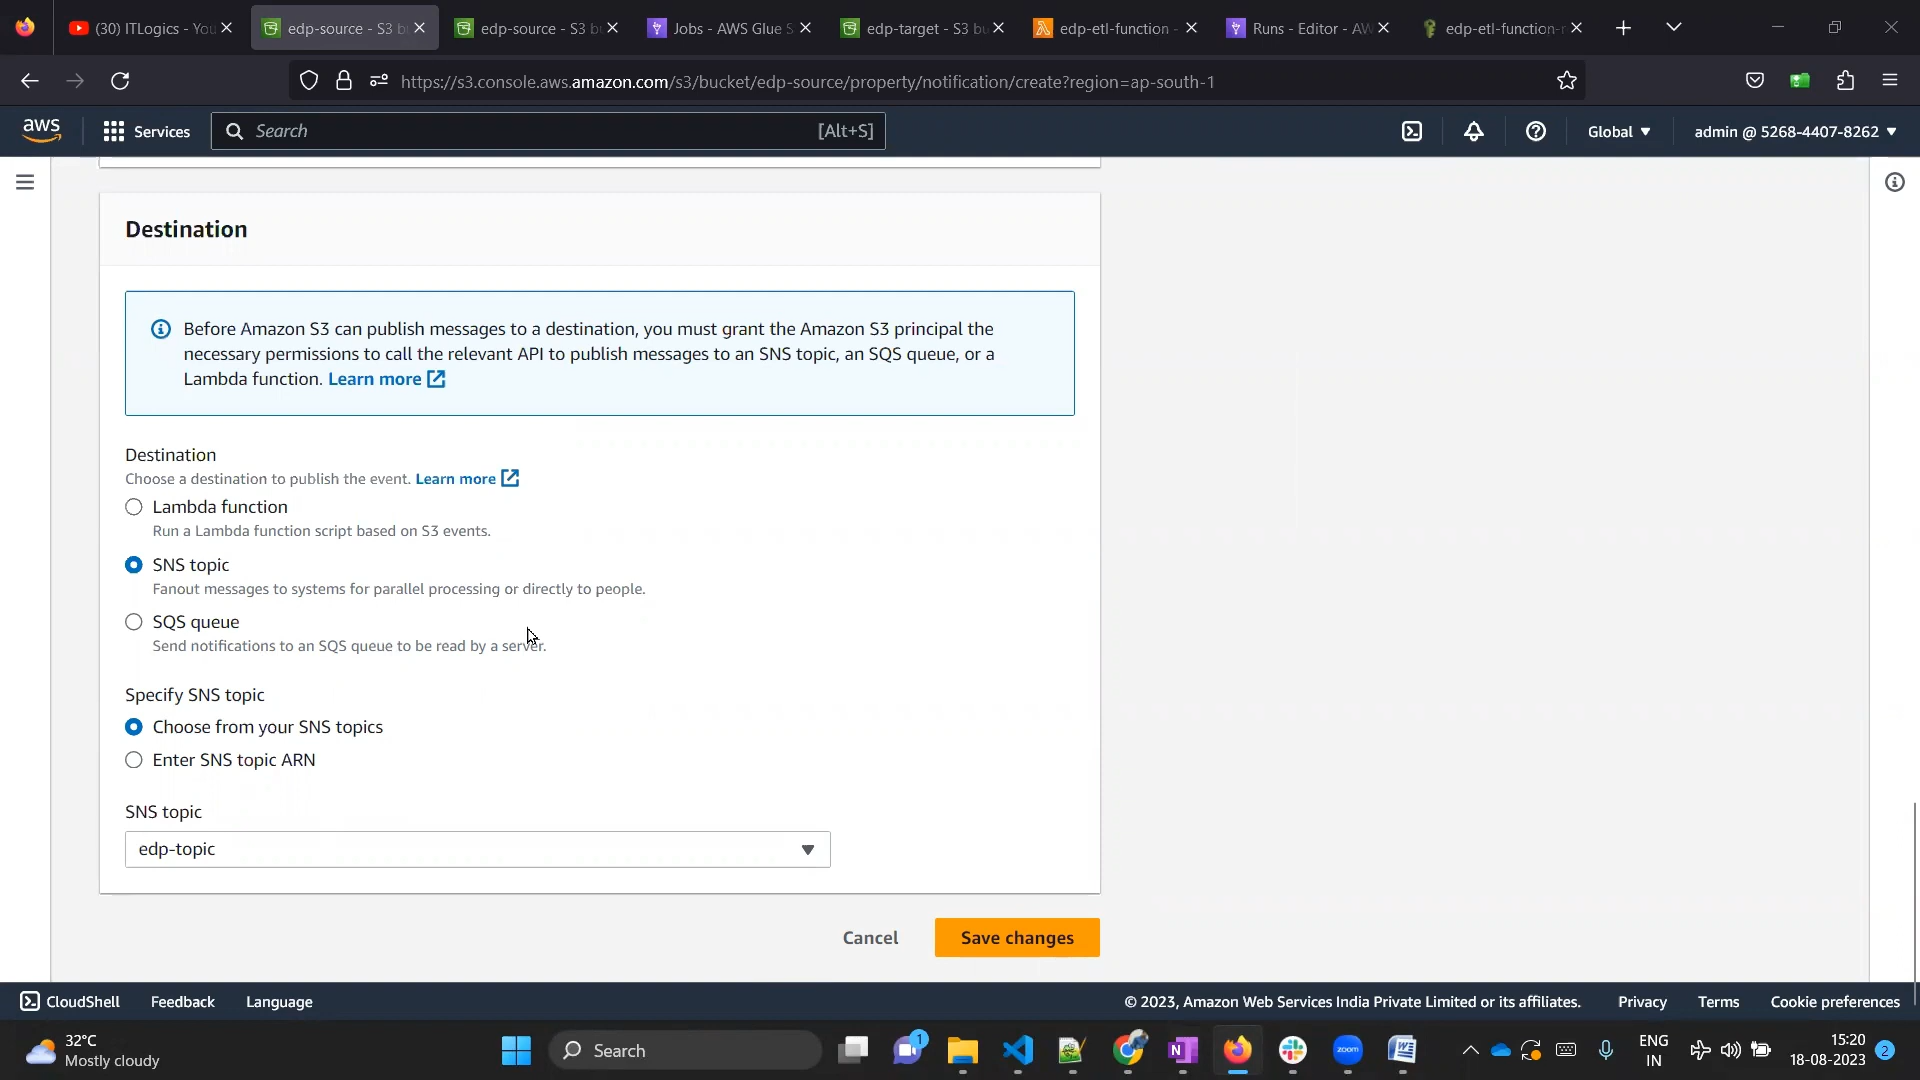 (30) ITLogics - You
edp-source - S3 bu
edp-source - S3 bu
Jobs - AWS Glue S
edp-target - S3 bu
edp-etl-function -
Runs - Editor - AW
edp-etl-function-r
https://s3.console.aws.amazon.com/s3/bucket/edp-source/property/notification/create?region=ap-south-1
aws
Services
Search
[Alt+S]
Global
admin @ 5268-4407-8262
Destination
Before Amazon S3 can publish messages to a destination, you must grant the Amazon S3 principal the
necessary permissions to call the relevant API to publish messages to an SNS topic, an SQS queue, or a
Lambda function. Learn more
Destination
Choose a destination to publish the event. Learn more
Lambda function
Run a Lambda function script based on S3 events.
SNS topic
Fanout messages to systems for parallel processing or directly to people.
SQS queue
Send notifications to an SQS queue to be read by a server.
Specify SNS topic
Choose from your SNS topics
Enter SNS topic ARN
SNS topic
edp-topic
Cancel
Save changes
CloudShell
Feedback
Language
© 2023, Amazon Web Services India Private Limited or its affiliates.
Privacy
Terms
Cookie preferences
32°C
Mostly cloudy
Search
1
zoom
ENG
IN
15:20
18-08-2023
2